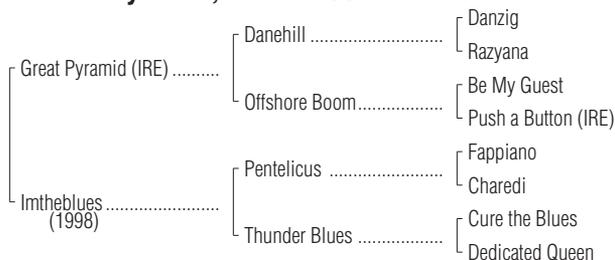 Danzig
Danehill
Razyana
Great Pyramid (IRE)
Be My Guest
Offshore Boom
Push a Button (IRE)
Fappiano
Pentelicus
Charedi
Imtheblues
(1998)
Cure the Blues
Thunder Blues
Dedicated Queen